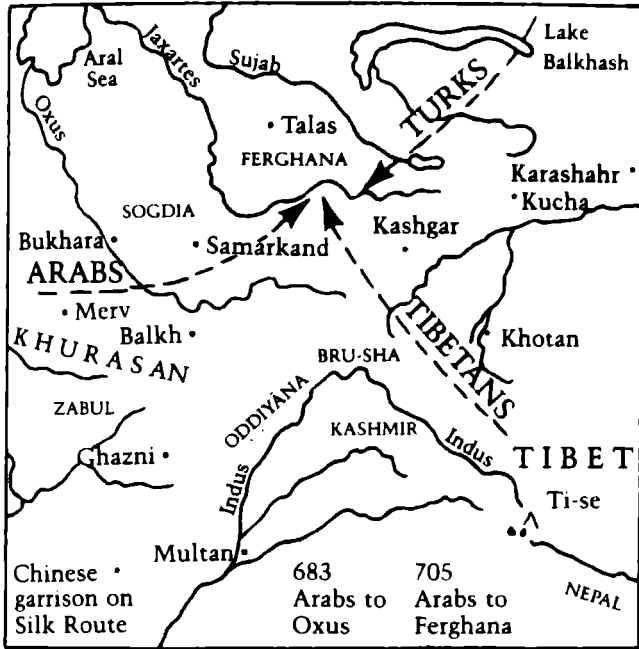 Aral
Sea
Jaxartes
Sujab
Lake
Balkhash
Oxus
Talas
TURKS
FERGHANA
Karashahr
Kucha
SOGDIA
Bukhara
Samárkand
Kashgar
ARABS
Merv
Balkh
KHURASAN
TIBETANS
Khotan
BRU-SHA
ZABUL
ODDIYĀNA
KASHMIR
Ghazni
Indus
Indus
TIBET
Ti-se
Multan
NEPAL
Chinese
garrison on
Silk Route
683
Arabs to
Oxus
705
Arabs to
Ferghana